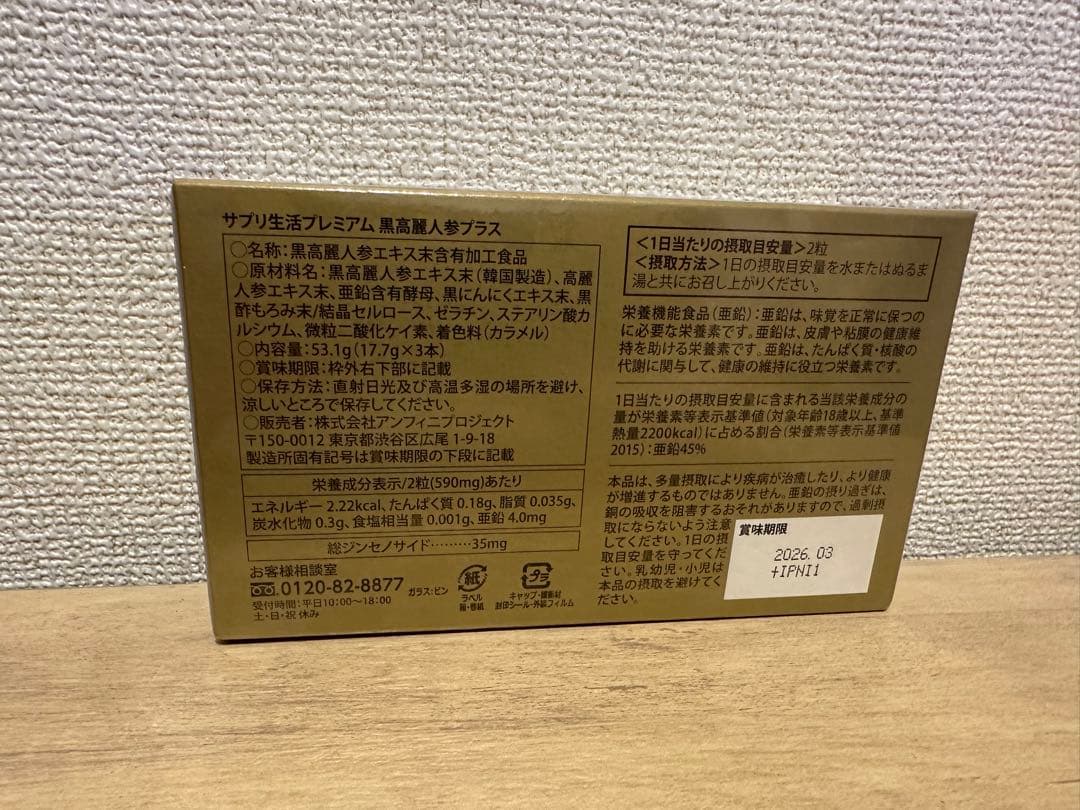 サプリ生活プレミアム 黒高麗人参プラス
○名称:黒高麗人参エキス末含有加工食品
○原材料名:黒高麗人参エキス末(韓国製造)、高麗
人参エキス末、亜鉛含有酵母、黒にんにくエキス末、黒
酢もろみ末/結晶セルロース、ゼラチン、ステアリン酸カ
ルシウム、微粒二酸化ケイ素、着色料(カラメル)
○内容量:53.1g(17.7g×3本)
○賞味期限:枠外右下部に記載
○保存方法:直射日光及び高温多湿の場所を避け、
涼しいところで保存してください。
○販売者:株式会社アンフィニプロジェクト
〒150-0012 東京都渋谷区広尾 1-9-18
製造所固有記号は賞味期限の下段に記載
栄養成分表示/2粒(590mg)あたり
エネルギー 2.22kcal、たんぱく質 0.18g、脂質 0.035g、
炭水化物 0.3g、食塩相当量 0.001g、亜鉛 4.0mg
総ジンセノサイド………35mg
お客様相談室
0120-82-8877
受付時間:平日10:00〜18:00
土・日・祝 休み
ガラス:ビン
紙
ラベル
箱・巻紙
プラ
キャップ・緩衝材
封印シール・外装フィルム
<1日当たりの摂取目安量>2粒
<摂取方法>1日の摂取目安量を水またはぬるま
湯と共にお召し上がりください。
栄養機能食品(亜鉛):亜鉛は、味覚を正常に保つの
に必要な栄養素です。亜鉛は、皮膚や粘膜の健康維
持を助ける栄養素です。亜鉛は、たんぱく質・核酸の
代謝に関与して、健康の維持に役立つ栄養素です。
1日当たりの摂取目安量に含まれる当該栄養成分の
量が栄養素等表示基準値(対象年齢18歳以上、基準
熱量2200kcal)に占める割合(栄養素等表示基準値
2015):亜鉛45%
本品は、多量摂取により疾病が治癒したり、より健康
が増進するものではありません。亜鉛の摂り過ぎは、
銅の吸収を阻害するおそれがありますので、過剰摂
取にならないよう注意
してください。1日の摂
取目安量を守ってくだ
さい。乳幼児・小児は
本品の摂取を避けてく
ださい。
賞味期限
2026.03
+IPNI1